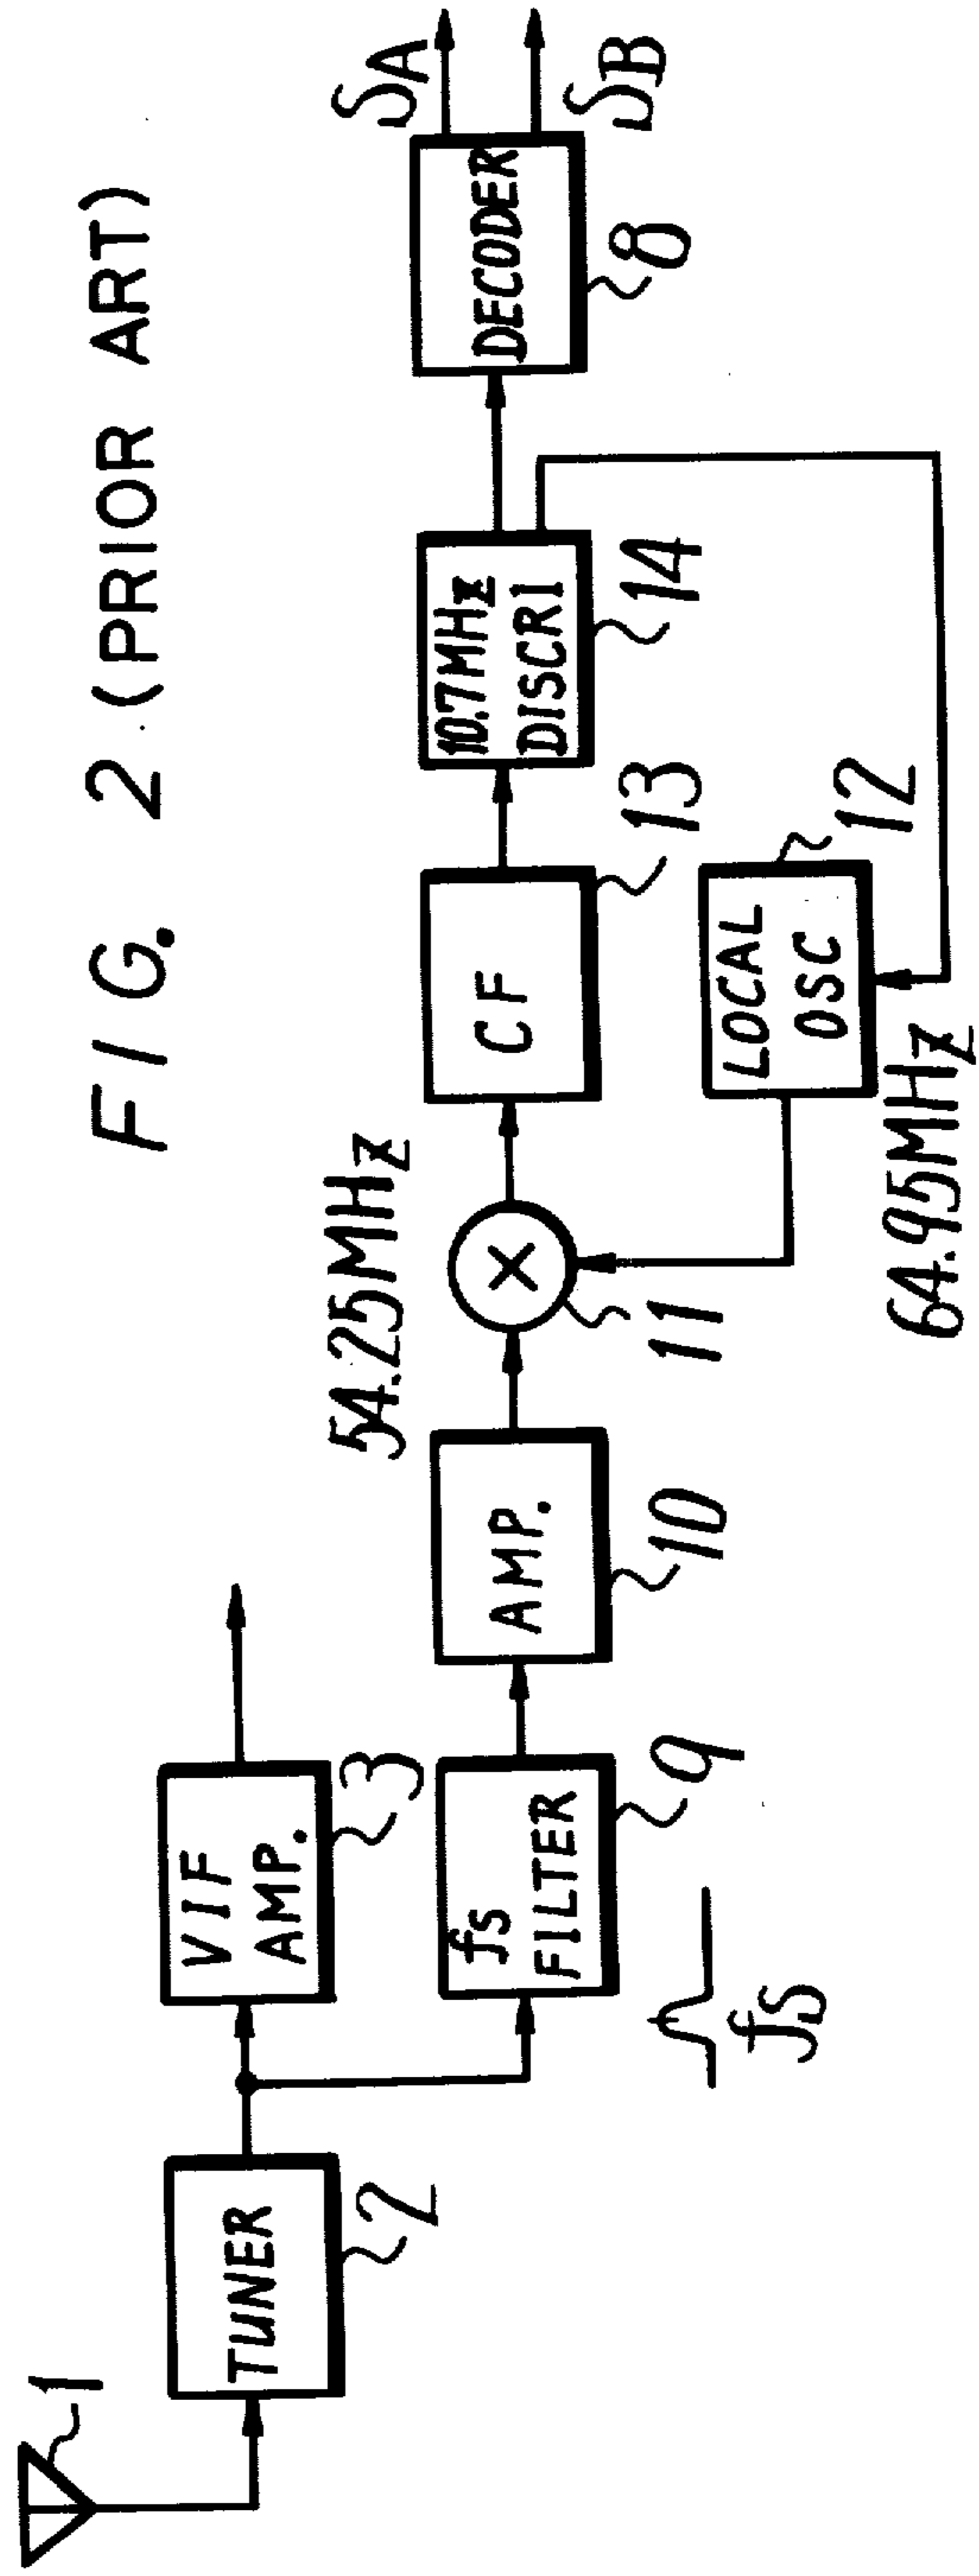 FIG. 2 (PRIOR ART)
1
TUNER
2
VIF
AMP.
3
fs
FILTER
9
fs
AMP.
10
54.25MHz
11
CF
13
LOCAL
OSC
12
64.95MHz
10.7MHz
DISCRI
14
DECODER
8
SA
SB